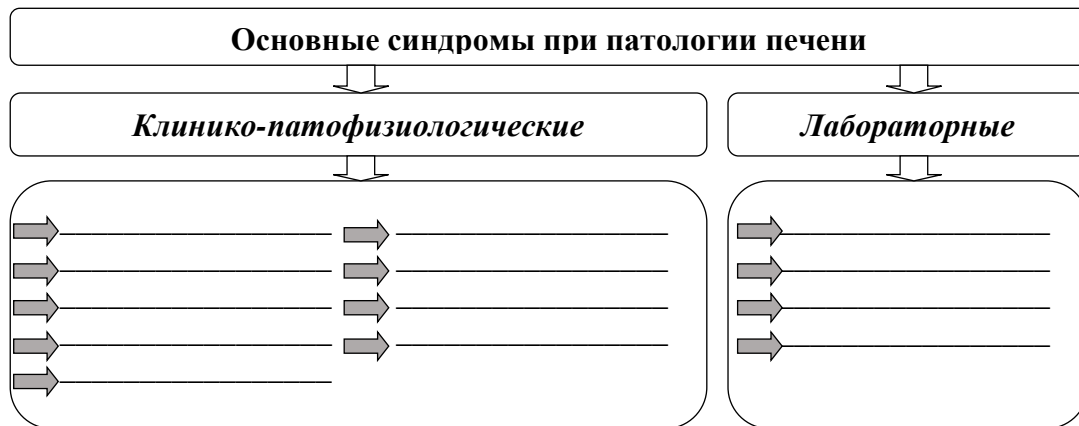 Основные синдромы при патологии печени
Клинико-патофизиологические
Лабораторные